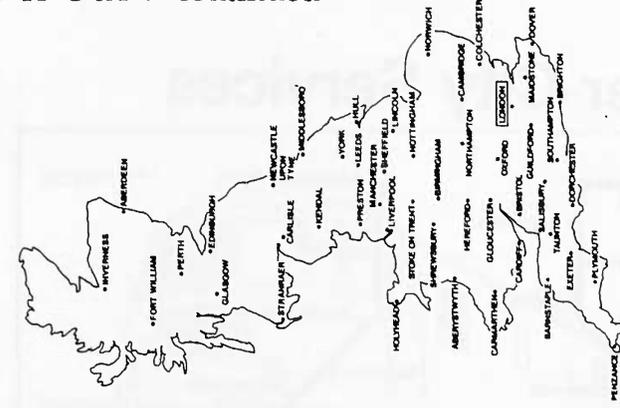 INVERNESS
ABERDEEN
FORT WILLIAM
PERTH
EDINBURGH
GLASGOW
STRANRAER
NEWCASTLE
UPON
TYNE
CARLISLE
MIDDLESBORO
KENDAL
YORK
PRESTON
LEEDS
HULL
MANCHESTER
SHEFFIELD
LIVERPOOL
LINCOLN
HOLYHEAD
STOKE ON TRENT
NOTTINGHAM
NORWICH
SHREWSBURY
BIRMINGHAM
ABERYSTWYTH
HEREFORD
NORTHAMPTON
CAMBRIDGE
COLCHESTER
CARMARTHEN
GLOUCESTER
OXFORD
LONDON
CARDIFF
BRISTOL
GUILDFORD
MAIDSTONE
DOVER
BARNSTAPLE
TAUNTON
SALISBURY
SOUTHAMPTON
BRIGHTON
EXETER
DORCHESTER
PLYMOUTH
PENZANCE